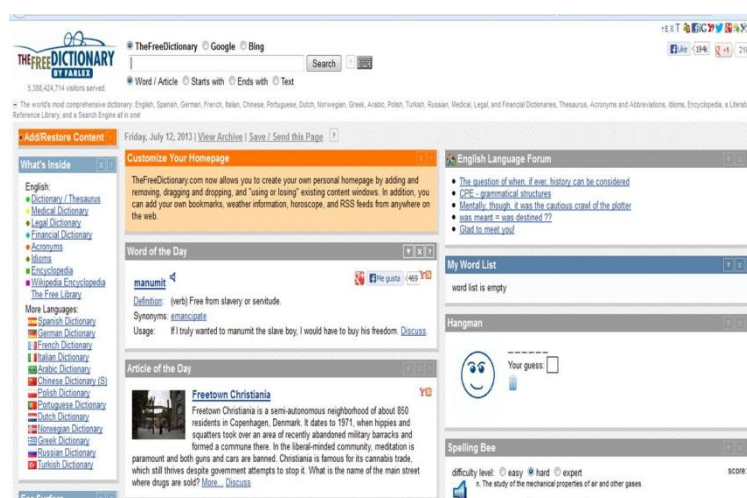 TEXT
THE FREE DICTIONARY
BY FARLEX
5,388,424,714 visitors served.
TheFreeDictionary Google Bing
Search ?
Word / Article Starts with Ends with Text
Like 194k +1
The world's most comprehensive dictionary: English, Spanish, German, French, Italian, Chinese, Portuguese, Dutch, Norwegian, Greek, Arabic, Polish, Turkish, Russian, Medical, Legal, and Financial Dictionaries, Thesaurus, Acronyms and Abbreviations, Idioms, Encyclopedia, a Literat
Reference Library, and a Search Engine all in one!
Add/Restore Content
Friday, July 12, 2013 | View Archive | Save / Send this Page ?
What's Inside
English:
Dictionary / Thesaurus
Medical Dictionary
Legal Dictionary
Financial Dictionary
Acronyms
Idioms
Encyclopedia
Wikipedia Encyclopedia
The Free Library
More Languages:
Spanish Dictionary
German Dictionary
French Dictionary
Italian Dictionary
Arabic Dictionary
Chinese Dictionary (S)
Polish Dictionary
Portuguese Dictionary
Dutch Dictionary
Norwegian Dictionary
Greek Dictionary
Russian Dictionary
Turkish Dictionary
Customize Your Homepage
TheFreeDictionary.com now allows you to create your own personal homepage by adding and
removing, dragging and dropping, and "using or losing" existing content windows. In addition, you
can add your own bookmarks, weather information, horoscope, and RSS feeds from anywhere on
the web.
Word of the Day
manumit
Me gusta 469
Definition: (verb) Free from slavery or servitude.
Synonyms: emancipate
Usage: If I truly wanted to manumit the slave boy, I would have to buy his freedom. Discuss.
Article of the Day
Freetown Christiania
Freetown Christiania is a semi-autonomous neighborhood of about 850
residents in Copenhagen, Denmark. It dates to 1971, when hippies and
squatters took over an area of recently abandoned military barracks and
formed a commune there. In the liberal-minded community, meditation is
paramount and both guns and cars are banned. Christiania is famous for its cannabis trade,
which still thrives despite government attempts to stop it. What is the name of the main street
where drugs are sold? More... Discuss
English Language Forum
The question of when, if ever, history can be considered
CPE - grammatical structures
Mentally, though, it was the cautious crawl of the plotter
was meant = was destined ??
Glad to meet you!
My Word List
word list is empty
Hangman
Your guess:
Spelling Bee
difficulty level: easy hard expert
score:
n. The study of the mechanical properties of air and other gases